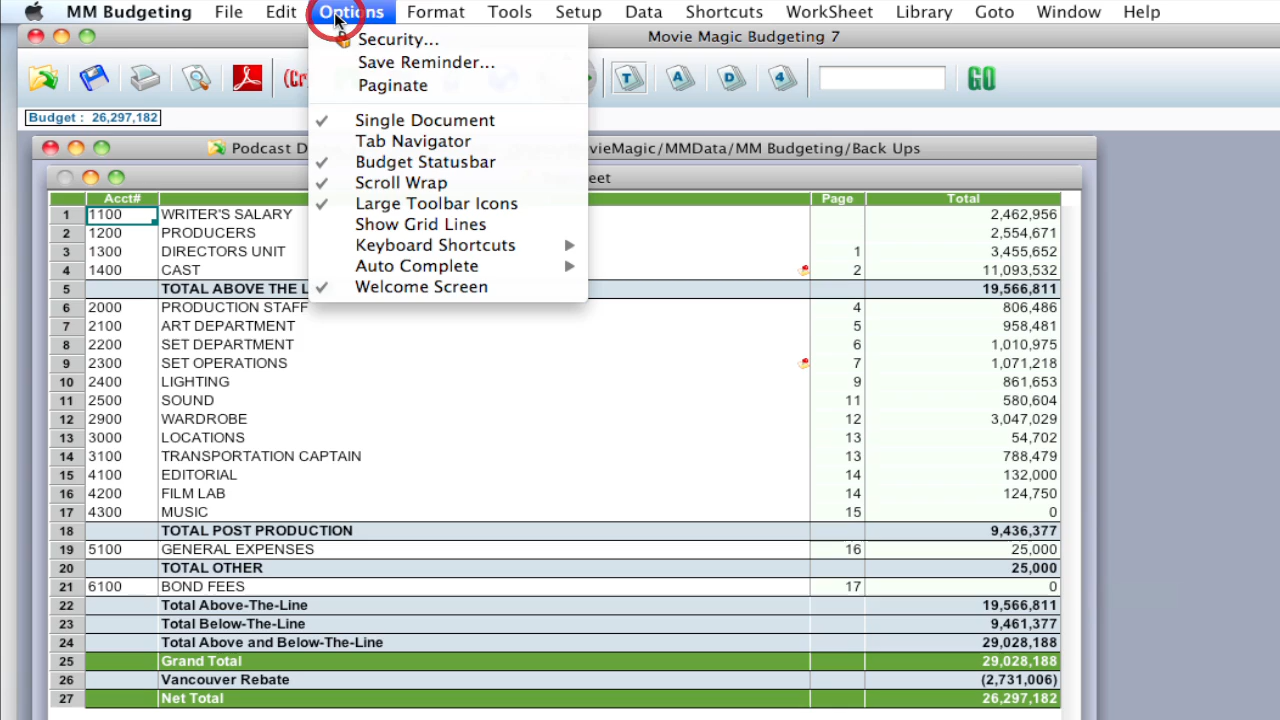 MM Budgeting File Edit Options Format Tools Setup Data Shortcuts WorkSheet Library Goto Window Help
Movie Magic Budgeting 7
T A D 4 GO
Budget : 26,297,182
Security...
Save Reminder...
Paginate
Single Document
Tab Navigator
Budget Statusbar
Scroll Wrap
Large Toolbar Icons
Show Grid Lines
Keyboard Shortcuts
Auto Complete
Welcome Screen
Podcast
MMData/MM Budgeting/Back Ups
Acct# Page Total
1 1100 WRITER'S SALARY 2,462,956
2 1200 PRODUCERS 2,554,671
3 1300 DIRECTORS UNIT 1 3,455,652
4 1400 CAST 2 11,093,532
5 TOTAL ABOVE THE 19,566,811
6 2000 PRODUCTION STAFF 4 806,486
7 2100 ART DEPARTMENT 5 958,481
8 2200 SET DEPARTMENT 6 1,010,975
9 2300 SET OPERATIONS 7 1,071,218
10 2400 LIGHTING 9 861,653
11 2500 SOUND 11 580,604
12 2900 WARDROBE 12 3,047,029
13 3000 LOCATIONS 13 54,702
14 3100 TRANSPORTATION CAPTAIN 13 788,479
15 4100 EDITORIAL 14 132,000
16 4200 FILM LAB 14 124,750
17 4300 MUSIC 15 0
18 TOTAL POST PRODUCTION 9,436,377
19 5100 GENERAL EXPENSES 16 25,000
20 TOTAL OTHER 25,000
21 6100 BOND FEES 17 0
22 Total Above-The-Line 19,566,811
23 Total Below-The-Line 9,461,377
24 Total Above and Below-The-Line 29,028,188
25 Grand Total 29,028,188
26 Vancouver Rebate (2,731,006)
27 Net Total 26,297,182